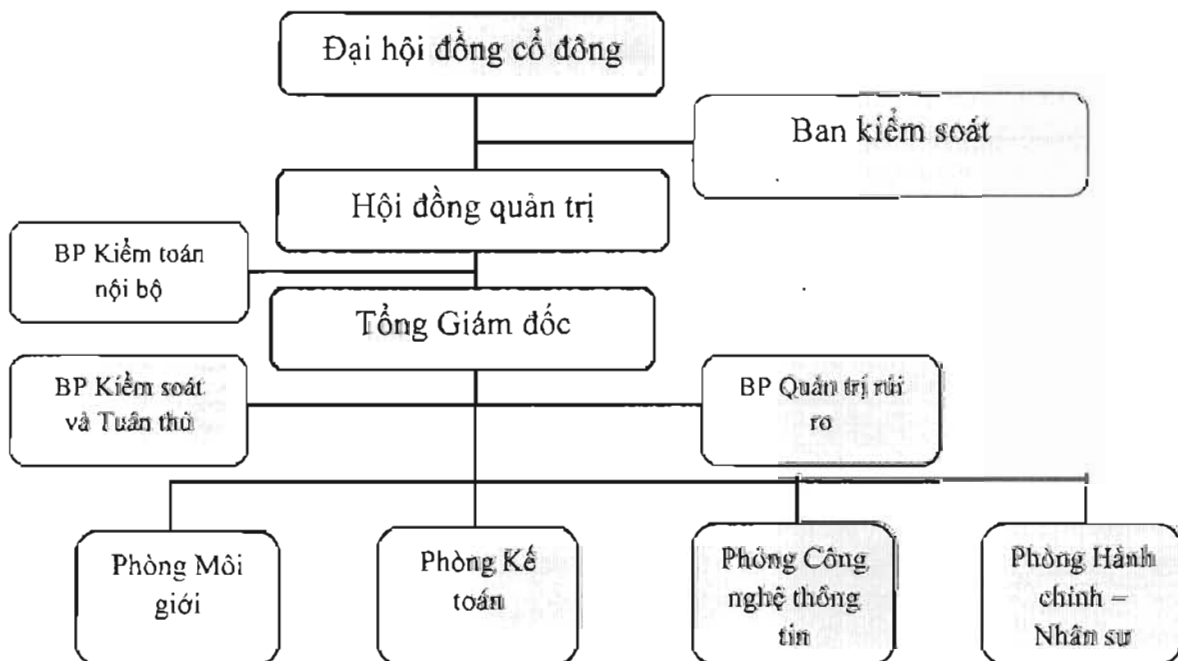 Đại hội đồng cổ đông
Ban kiểm soát
Hội đồng quản trị
BP Kiểm toán
nội bộ
Tổng Giám đốc
BP Kiểm soát
và Tuân thủ
BP Quản trị rủi
ro
Phòng Môi
giới
Phòng Kế
toán
Phòng Công
nghệ thông
tin
Phòng Hành
chinh –
Nhân sư